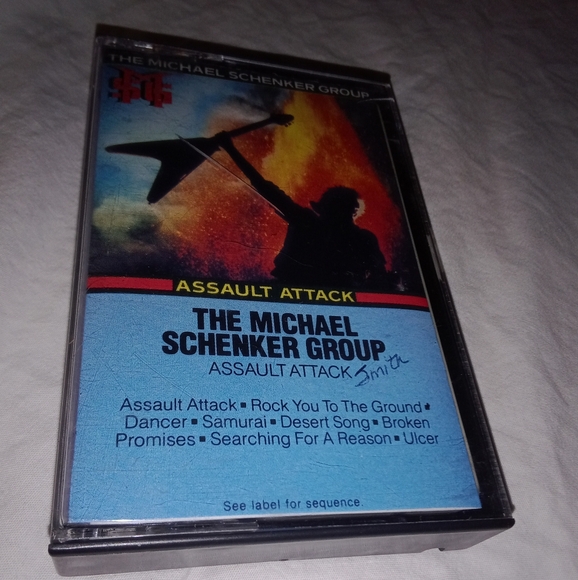 THE MICHAEL SCHENKER GROUP
MSG
ASSAULT ATTACK
THE MICHAEL
SCHENKER GROUP
ASSAULT ATTACK
Smith
Assault Attack ▪ Rock You To The Ground ▪
Dancer ▪ Samurai ▪ Desert Song ▪ Broken
Promises ▪ Searching For A Reason ▪ Ulcer
See label for sequence.